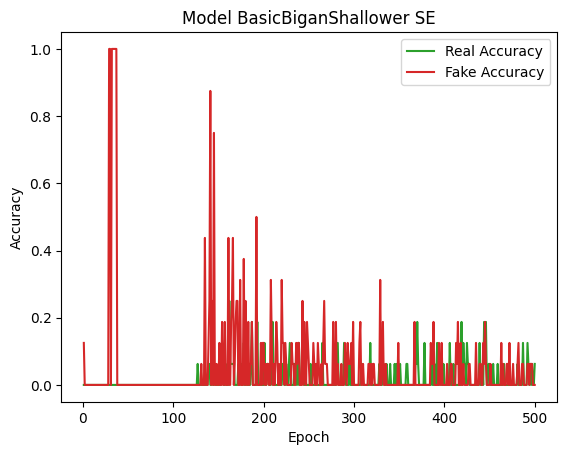 Model BasicBiganShallower SE
Real Accuracy
Fake Accuracy
1.0
0.8
0.6
0.4
0.2
0.0
Accuracy
0 100 200 300 400 500
Epoch